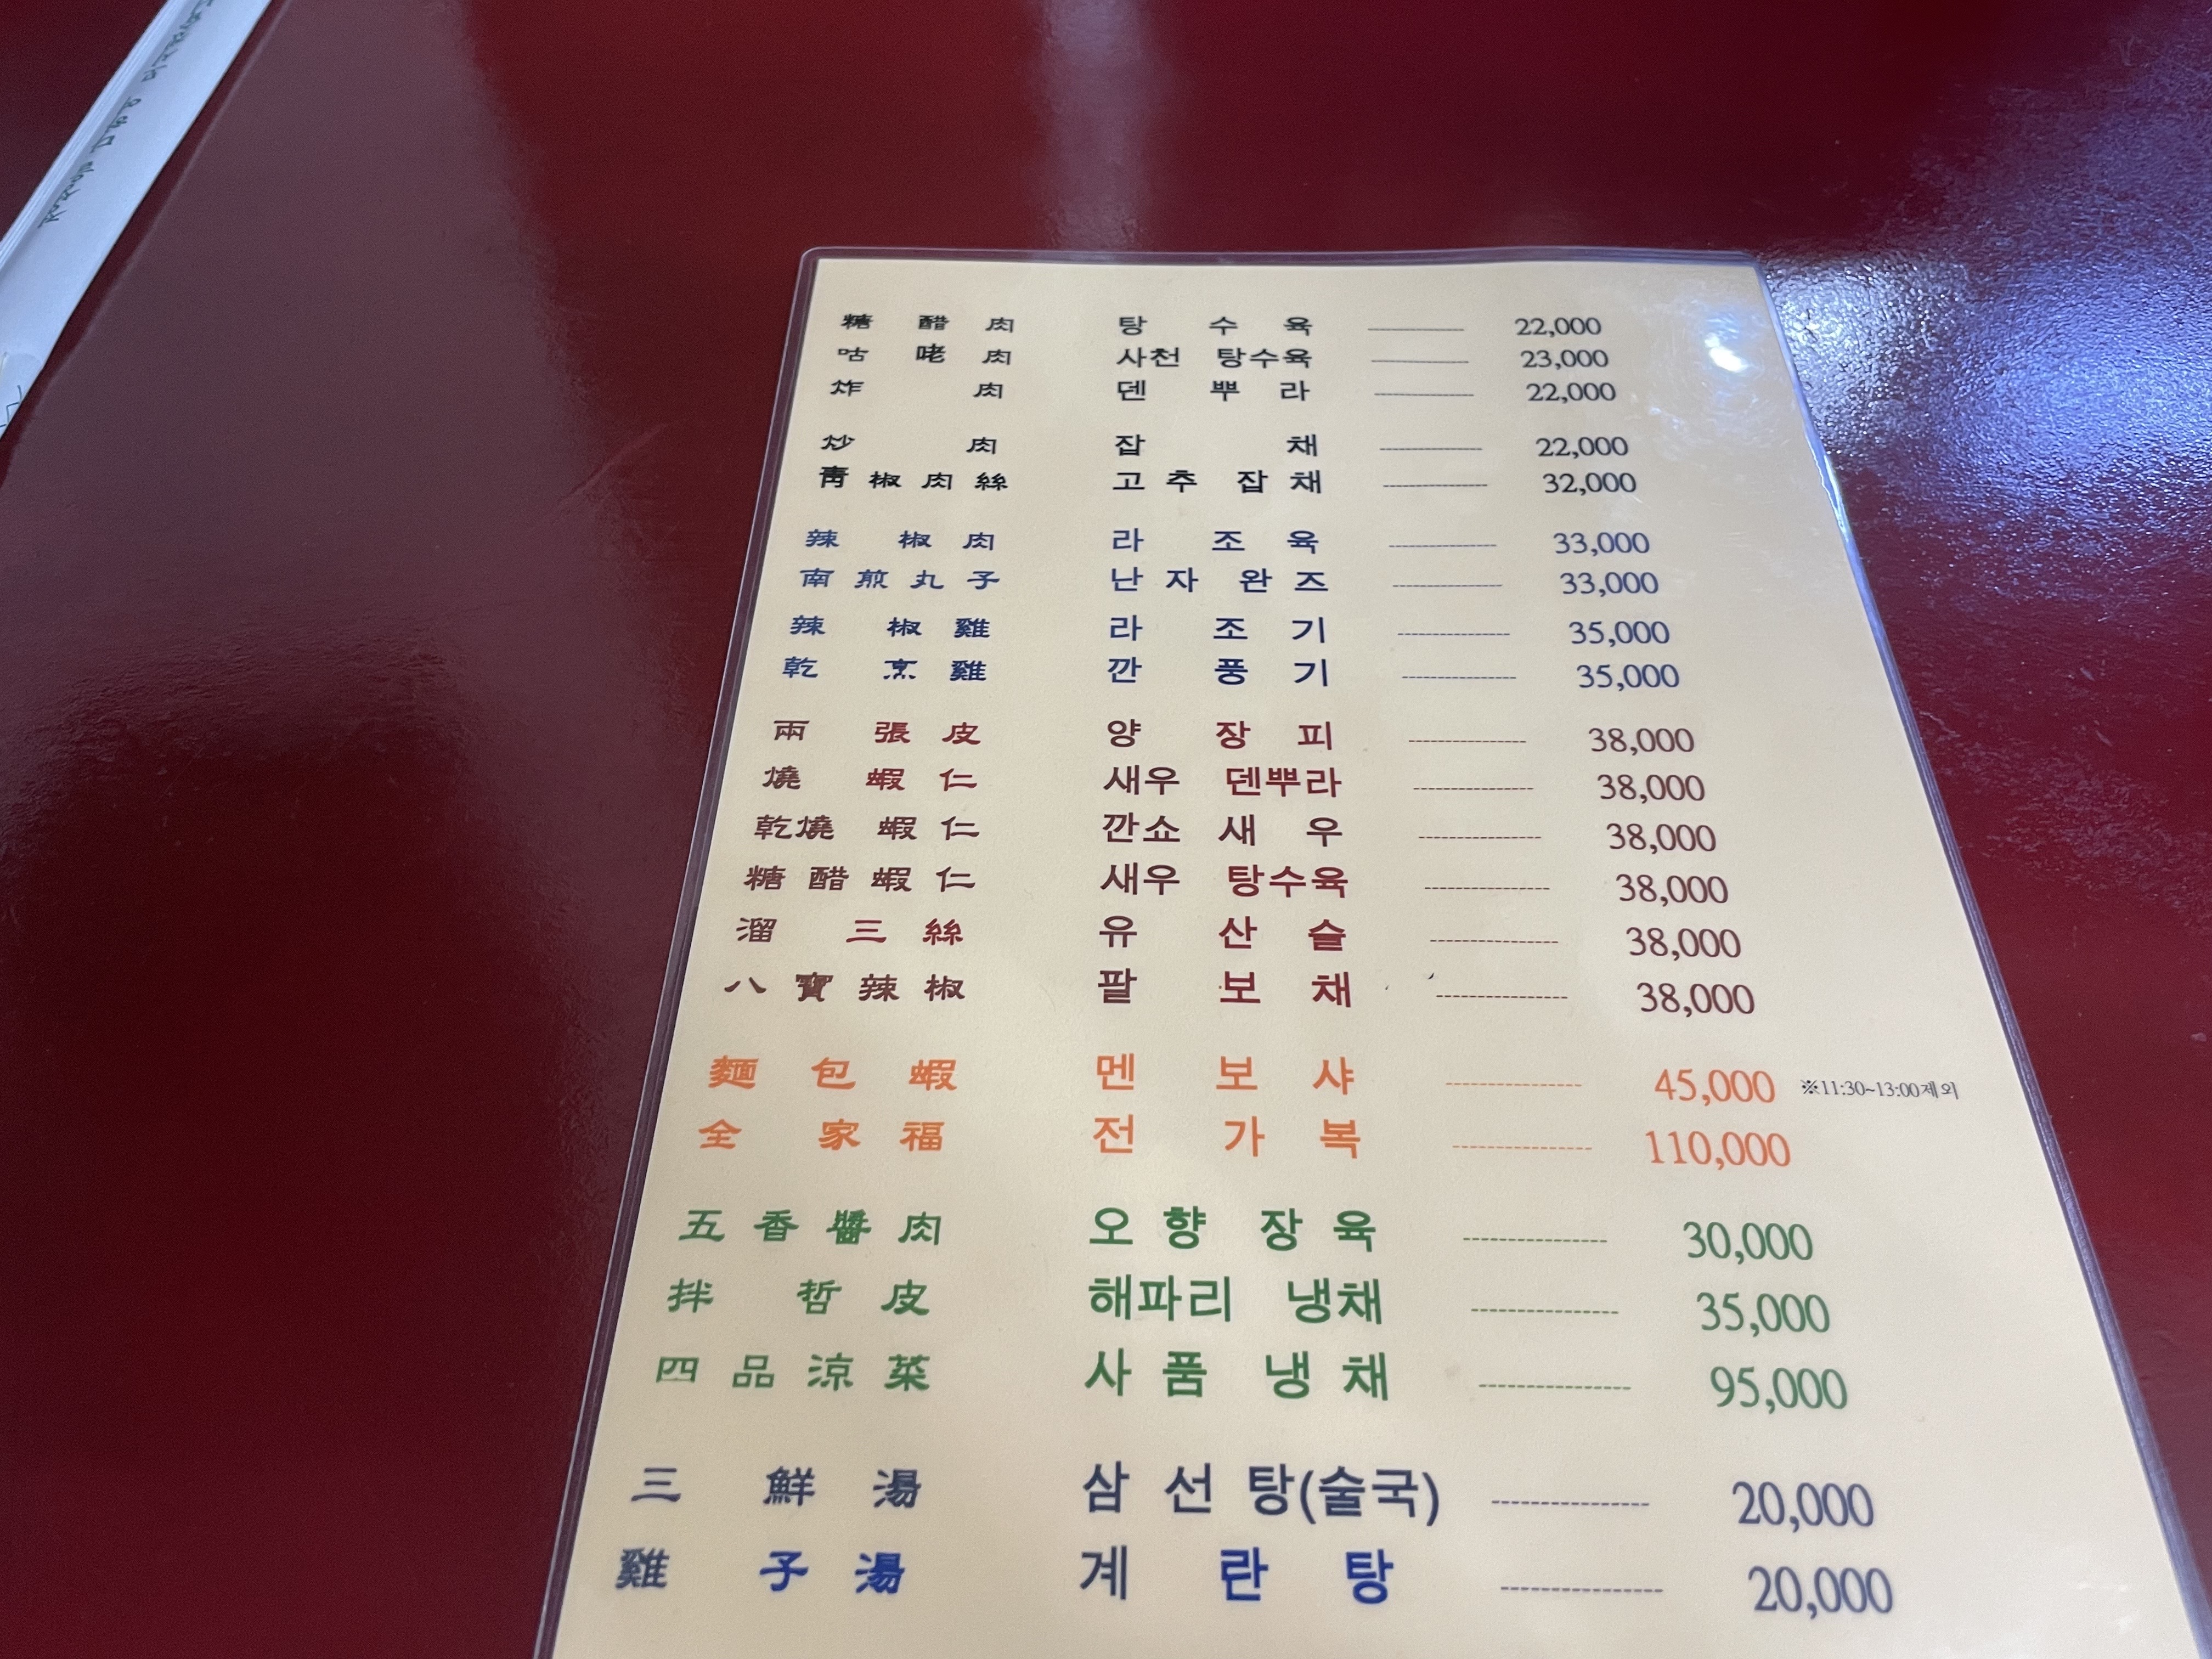 糖醋肉 탕수육 22,000
咕咾肉 사천 탕수육 23,000
炸肉 덴뿌라 22,000
炒肉 잡채 22,000
靑椒肉絲 고추 잡채 32,000
辣椒肉 라조육 33,000
南煎丸子 난자완즈 33,000
辣椒雞 라조기 35,000
乾烹雞 깐풍기 35,000
兩張皮 양장피 38,000
燒蝦仁 새우 덴뿌라 38,000
乾燒蝦仁 깐쇼새우 38,000
糖醋蝦仁 새우 탕수육 38,000
溜三絲 유산슬 38,000
八寶辣椒 팔보채 38,000
麵包蝦 멘보샤 45,000 ※11:30~13:00제외
全家福 전가복 110,000
五香醬肉 오향장육 30,000
拌哲皮 해파리 냉채 35,000
四品涼菜 사품냉채 95,000
三鮮湯 삼선탕(술국) 20,000
雞子湯 계란탕 20,000